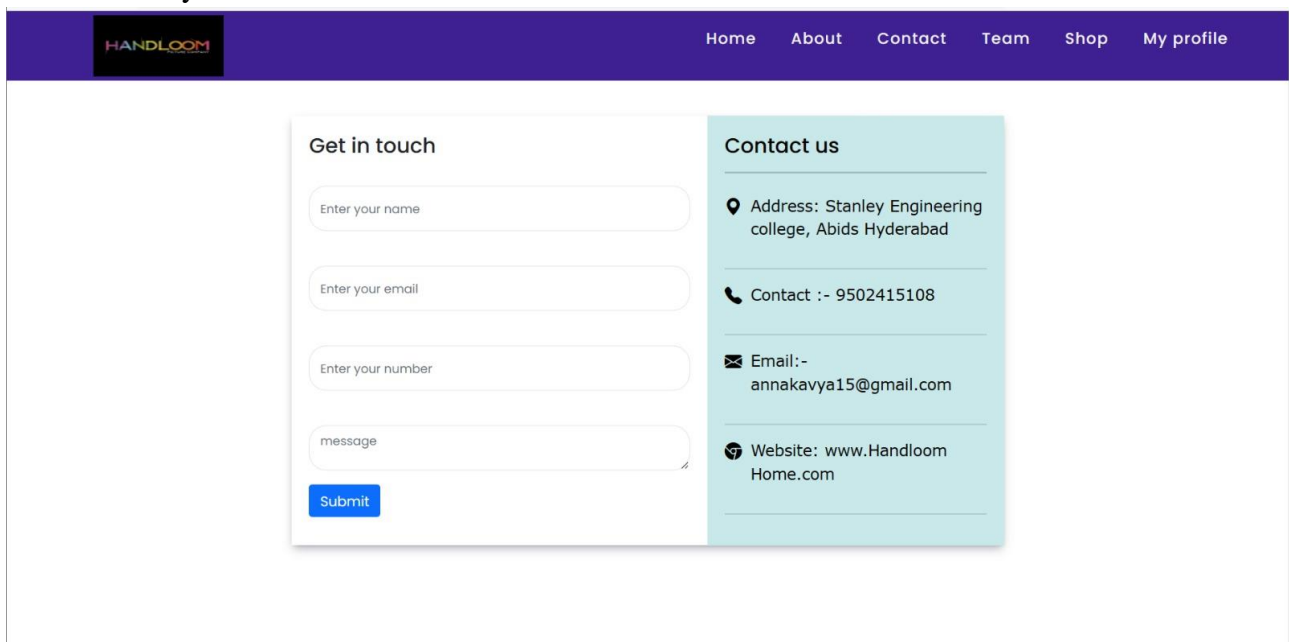 HANDLOOM
Home About Contact Team Shop My profile
Get in touch
Enter your name
Enter your email
Enter your number
message
Submit
Contact us
Address: Stanley Engineering
college, Abids Hyderabad
Contact :- 9502415108
Email:-
annakavya15@gmail.com
Website: www.Handloom
Home.com